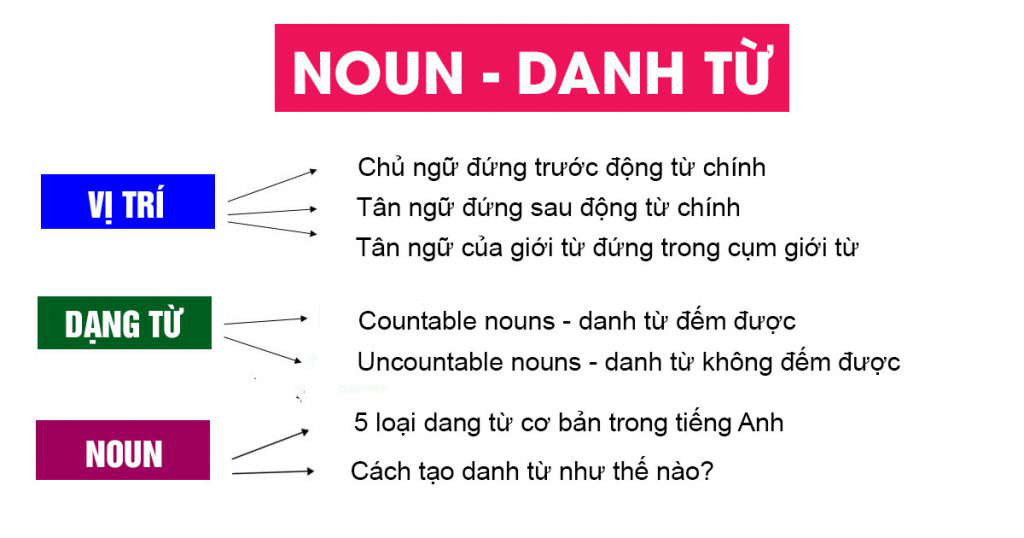 NOUN - DANH TỪ
VỊ TRÍ
Chủ ngữ đứng trước động từ chính
Tân ngữ đứng sau động từ chính
Tân ngữ của giới từ đứng trong cụm giới từ
DẠNG TỪ
Countable nouns - danh từ đếm được
Uncountable nouns - danh từ không đếm được
NOUN
5 loại dang từ cơ bản trong tiếng Anh
Cách tạo danh từ như thế nào?